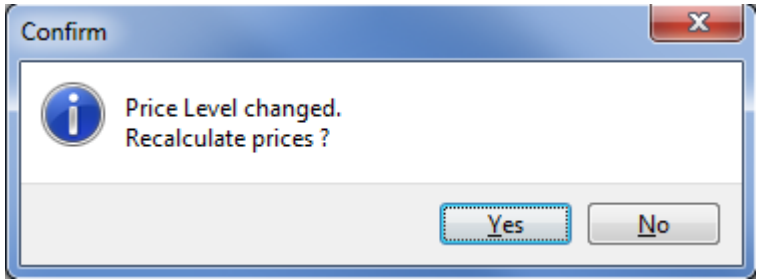 Confirm
Price Level changed.
Recalculate prices ?
Yes
No